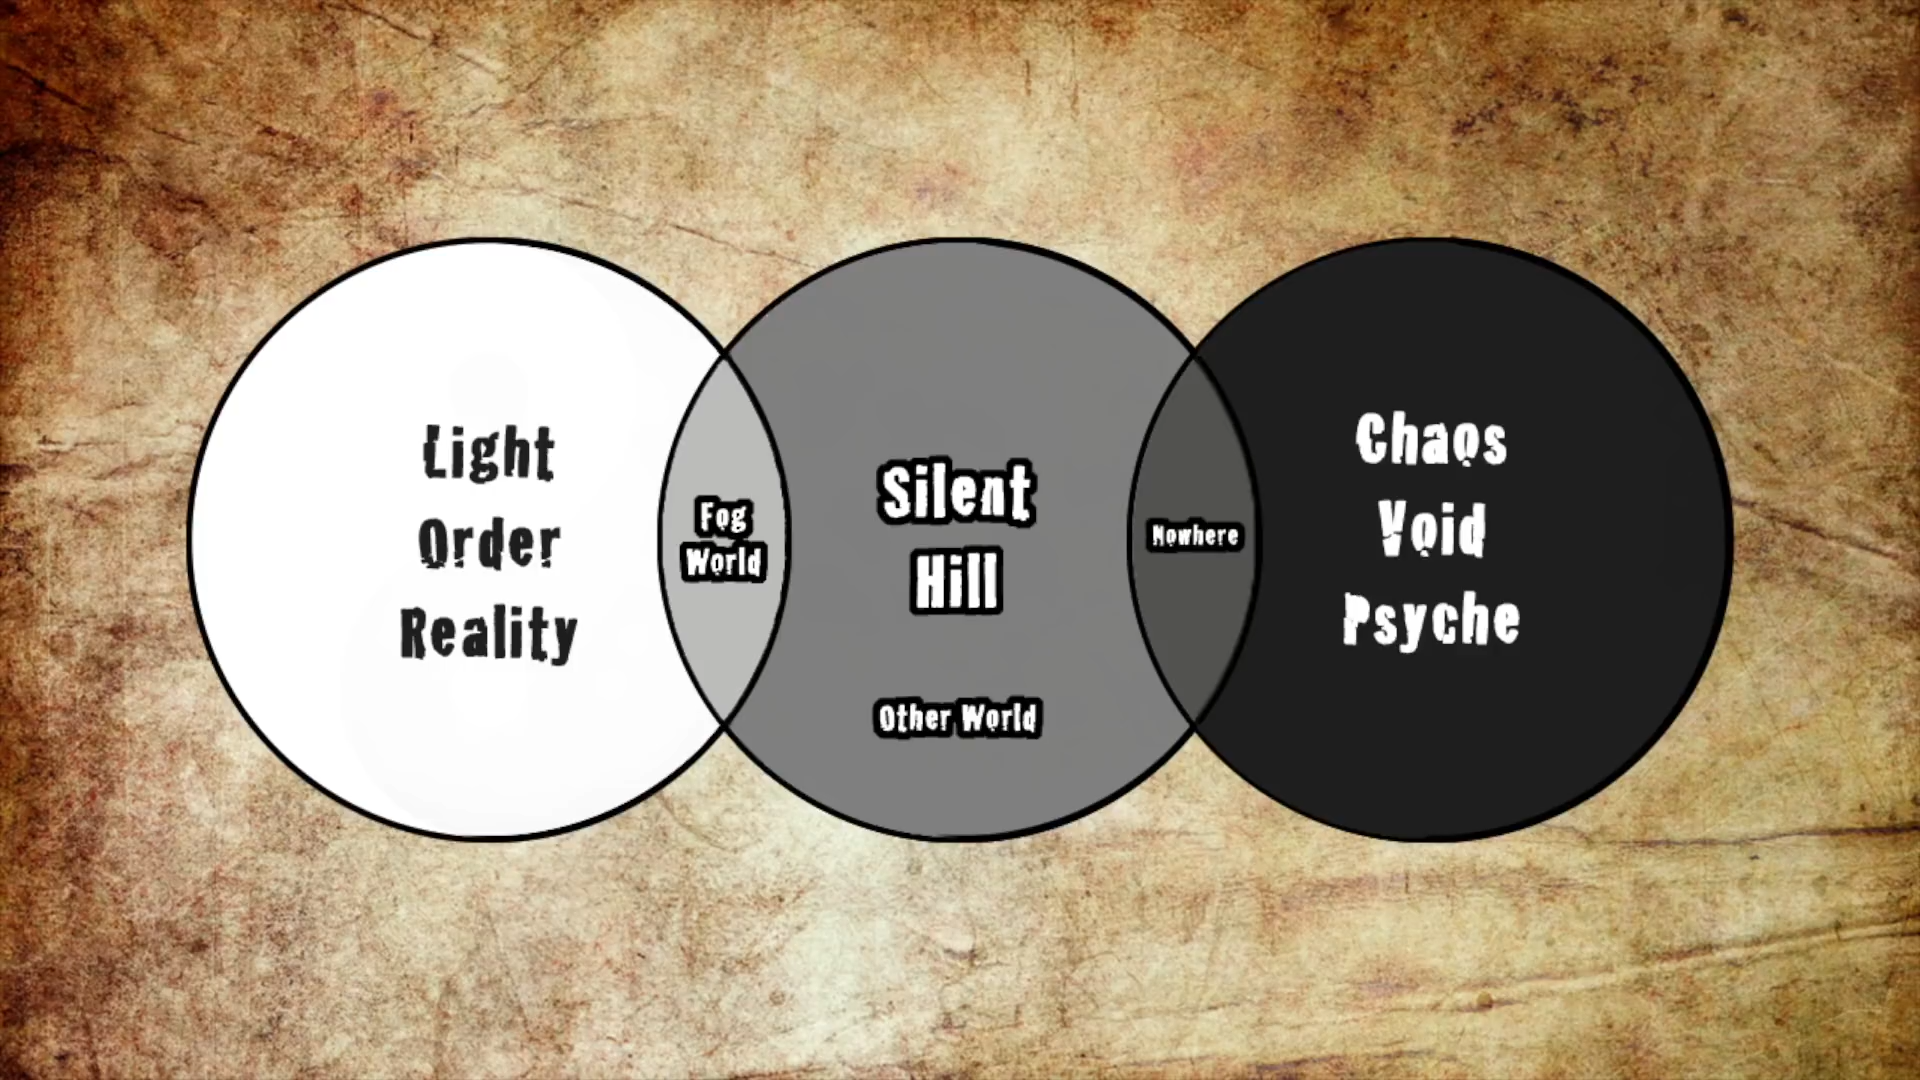 Light
Order
Reality
Fog
World
Silent
Hill
Other World
Nowhere
Chaos
Void
Psyche